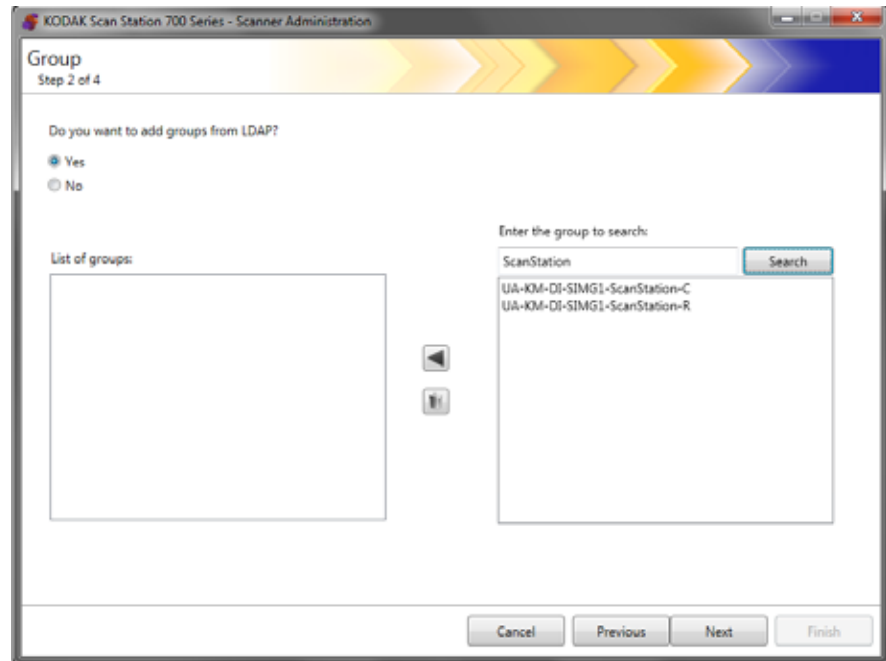 KODAK Scan Station 700 Series - Scanner Administration
Group
Step 2 of 4
Do you want to add groups from LDAP?
Yes
No
Enter the group to search:
List of groups:
ScanStation
Search
UA-KM-DI-SIMG1-ScanStation-C
UA-KM-DI-SIMG1-ScanStation-R
Cancel
Previous
Next
Finish